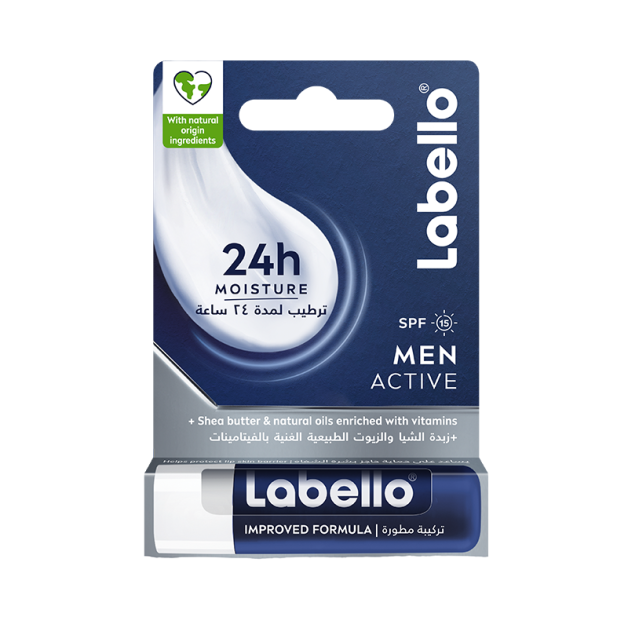 With natural
origin
ingredients
Labello®
24h
MOISTURE
ترطيب لمدة ٢٤ ساعة
SPF 15
MEN
ACTIVE
+ Shea butter & natural oils enriched with vitamins
+زبدة الشيا والزيوت الطبيعية الغنية بالفيتامينات
Labello®
IMPROVED FORMULA | تركيبة مطورة